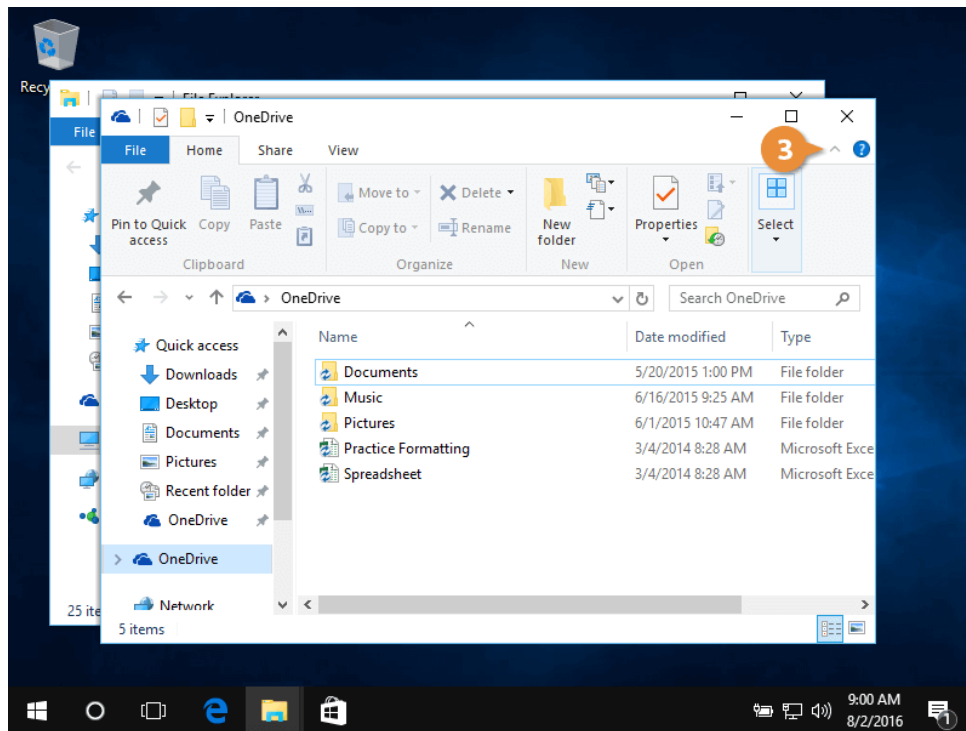 Recy
File Explorer
File
25 ite
OneDrive
3
File Home Share View
Pin to Quick access
Copy
Paste
Clipboard
Move to
Copy to
Delete
Rename
Organize
New folder
New
Properties
Open
Select
OneDrive
Search OneDrive
Quick access
Downloads
Desktop
Documents
Pictures
Recent folder
OneDrive
OneDrive
Network
Name Date modified Type
Documents 5/20/2015 1:00 PM File folder
Music 6/16/2015 9:25 AM File folder
Pictures 6/1/2015 10:47 AM File folder
Practice Formatting 3/4/2014 8:28 AM Microsoft Exce
Spreadsheet 3/4/2014 8:28 AM Microsoft Exce
5 items
9:00 AM
8/2/2016
1